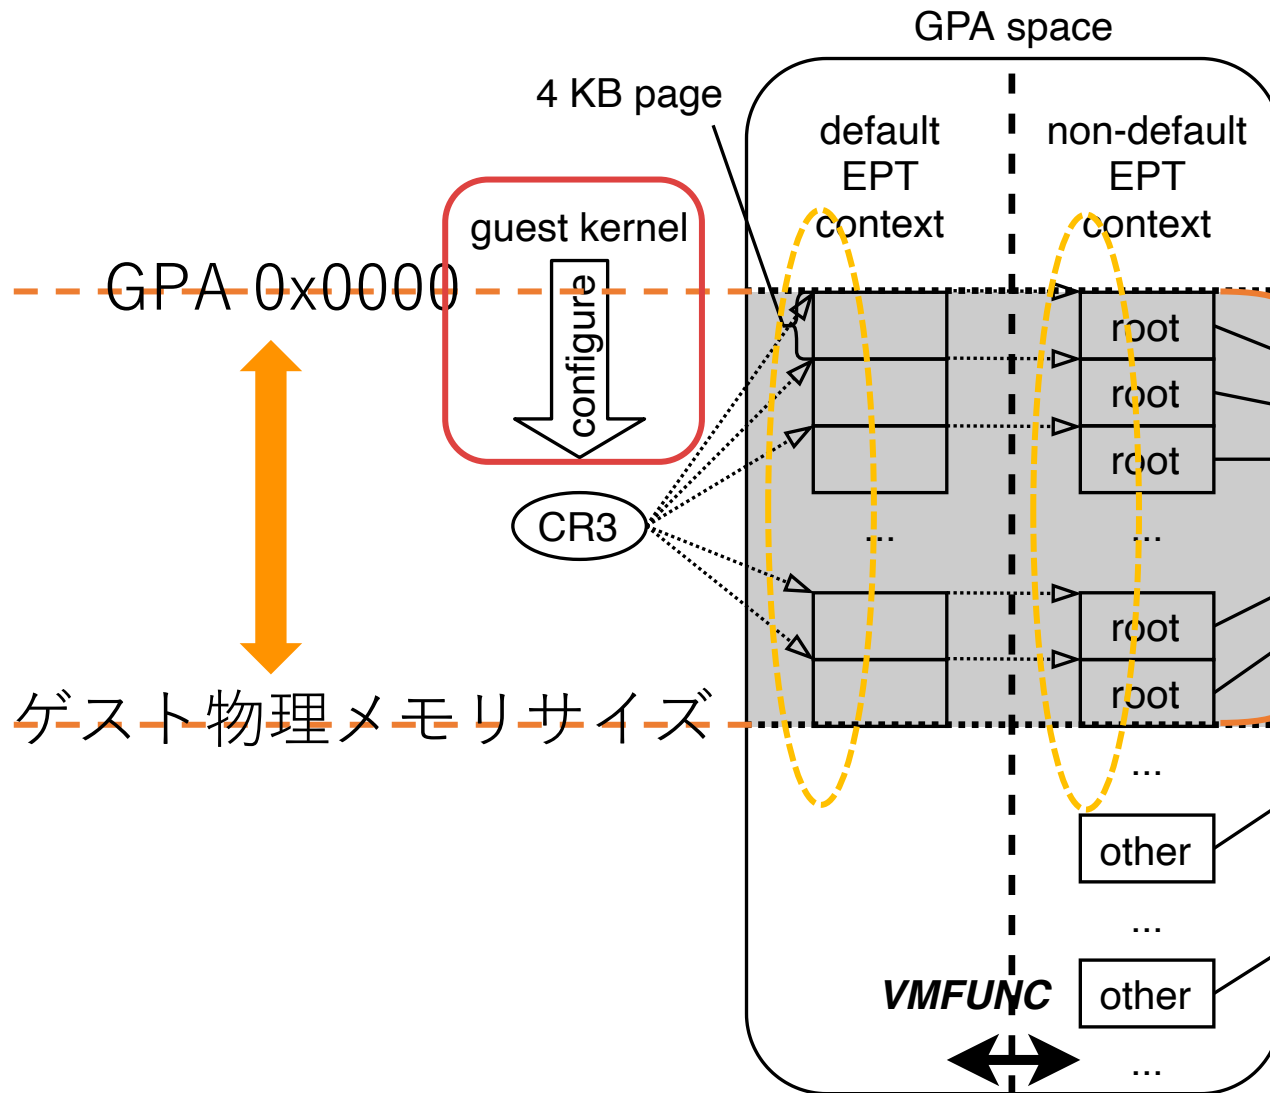 GPA space
4 KB page
default
EPT
context
non-default
EPT
context
guest kernel
configure
GPA 0x0000
CR3
root
root
root
...
...
root
root
ゲスト物理メモリサイズ
...
other
...
VMFUNC
other
...